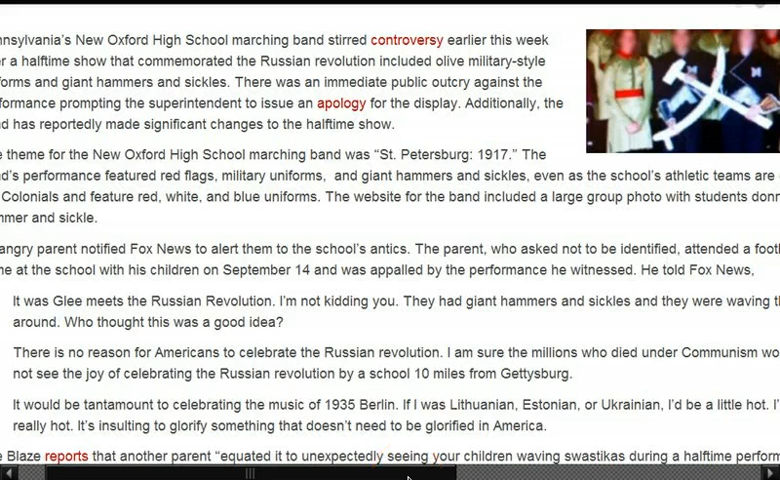 nnsylvania's New Oxford High School marching band stirred controversy earlier this week
r a halftime show that commemorated the Russian revolution included olive military-style
forms and giant hammers and sickles. There was an immediate public outcry against the
formance prompting the superintendent to issue an apology for the display. Additionally, the
d has reportedly made significant changes to the halftime show.
e theme for the New Oxford High School marching band was “St. Petersburg: 1917.” The
d's performance featured red flags, military uniforms, and giant hammers and sickles, even as the school's athletic teams are
Colonials and feature red, white, and blue uniforms. The website for the band included a large group photo with students donn
mmer and sickle.
angry parent notified Fox News to alert them to the school's antics. The parent, who asked not to be identified, attended a foot
ne at the school with his children on September 14 and was appalled by the performance he witnessed. He told Fox News,
It was Glee meets the Russian Revolution. I'm not kidding you. They had giant hammers and sickles and they were waving th
around. Who thought this was a good idea?
There is no reason for Americans to celebrate the Russian revolution. I am sure the millions who died under Communism wo
not see the joy of celebrating the Russian revolution by a school 10 miles from Gettysburg.
It would be tantamount to celebrating the music of 1935 Berlin. If I was Lithuanian, Estonian, or Ukrainian, I'd be a little hot. I'
really hot. It's insulting to glorify something that doesn't need to be glorified in America.
e Blaze reports that another parent “equated it to unexpectedly seeing your children waving swastikas during a halftime perform